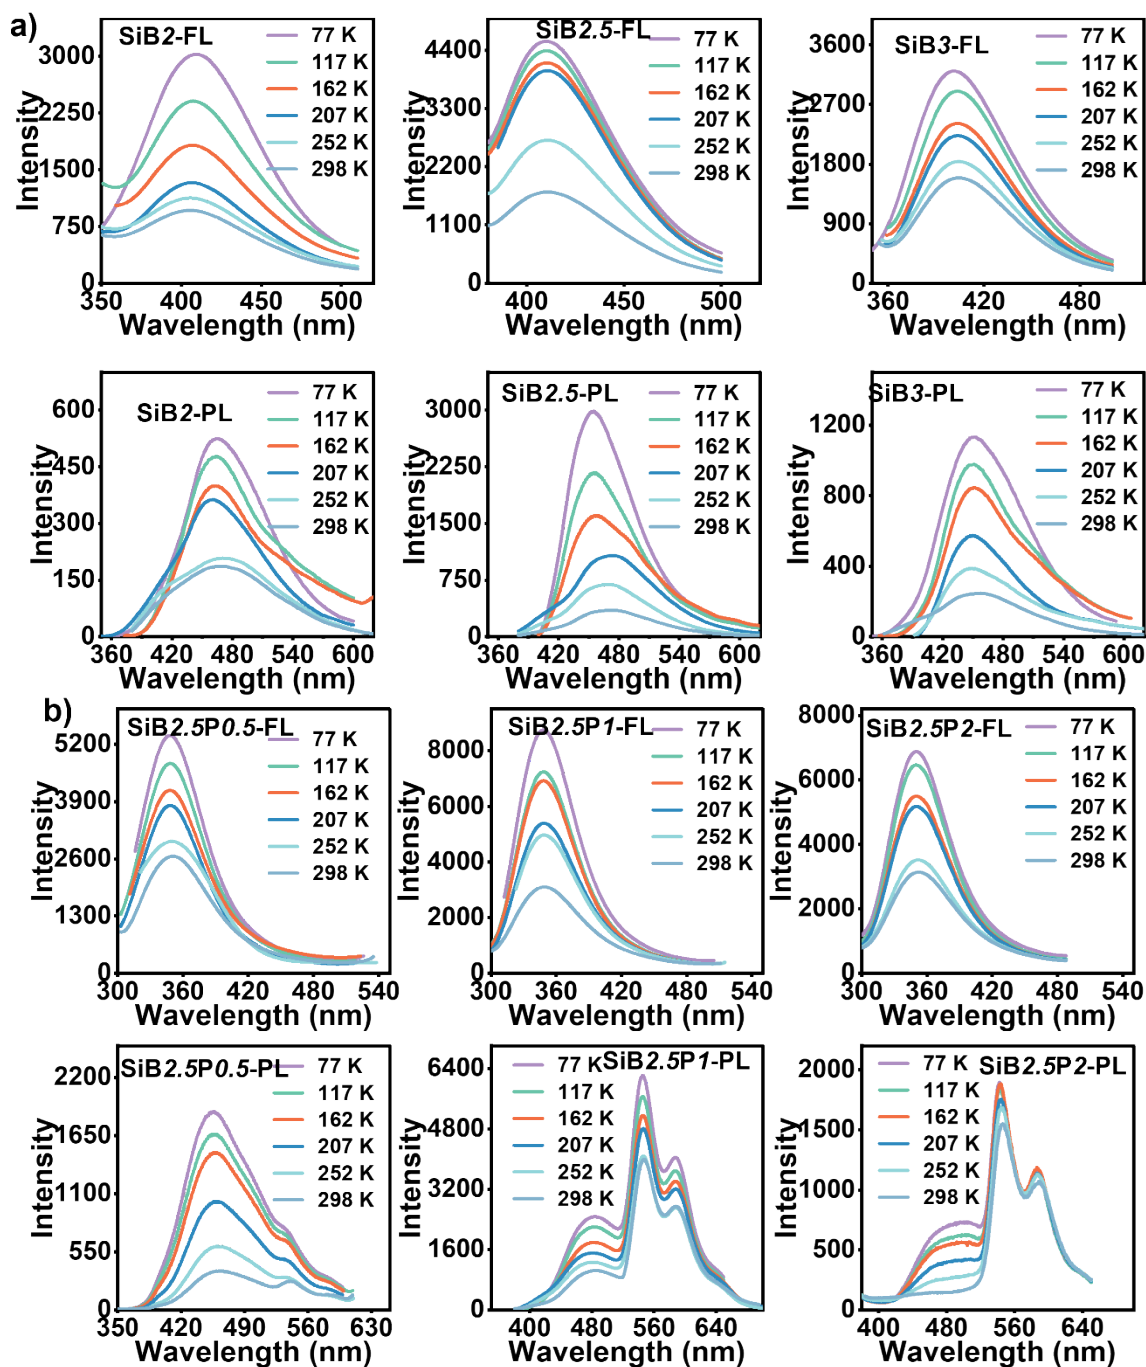 a)
SiB2-FL
77 K
117 K
162 K
207 K
252 K
298 K
3000
2250
1500
750
0
Intensity
350 400 450 500
Wavelength (nm)
SiB2.5-FL
77 K
117 K
162 K
207 K
252 K
298 K
4400
3300
2200
1100
0
Intensity
400 450 500
Wavelength (nm)
SiB3-FL
77 K
117 K
162 K
207 K
252 K
298 K
3600
2700
1800
900
0
Intensity
360 420 480
Wavelength (nm)
SiB2-PL
77 K
117 K
162 K
207 K
252 K
298 K
600
450
300
150
0
Intensity
360 420 480 540 600
Wavelength (nm)
SiB2.5-PL
77 K
117 K
162 K
207 K
252 K
298 K
3000
2250
1500
750
0
Intensity
360 420 480 540 600
Wavelength (nm)
SiB3-PL
77 K
117 K
162 K
207 K
252 K
298 K
1200
800
400
0
Intensity
360 420 480 540 600
Wavelength (nm)
b)
SiB2.5P0.5-FL
77 K
117 K
162 K
207 K
252 K
298 K
5200
3900
2600
1300
0
Intensity
300 360 420 480 540
Wavelength (nm)
SiB2.5P1-FL
77 K
117 K
162 K
207 K
252 K
298 K
8000
6000
4000
2000
0
Intensity
300 360 420 480 540
Wavelength (nm)
SiB2.5P2-FL
77 K
117 K
162 K
207 K
252 K
298 K
8000
6000
4000
2000
0
Intensity
300 360 420 480 540
Wavelength (nm)
SiB2.5P0.5-PL
77 K
117 K
162 K
207 K
252 K
298 K
2200
1650
1100
550
0
Intensity
350 420 490 560 630
Wavelength (nm)
SiB2.5P1-PL
77 K
117 K
162 K
207 K
252 K
298 K
6400
4800
3200
1600
0
Intensity
400 480 560 640
Wavelength (nm)
SiB2.5P2-PL
77 K
117 K
162 K
207 K
252 K
298 K
2000
1500
1000
500
0
Intensity
400 480 560 640
Wavelength (nm)